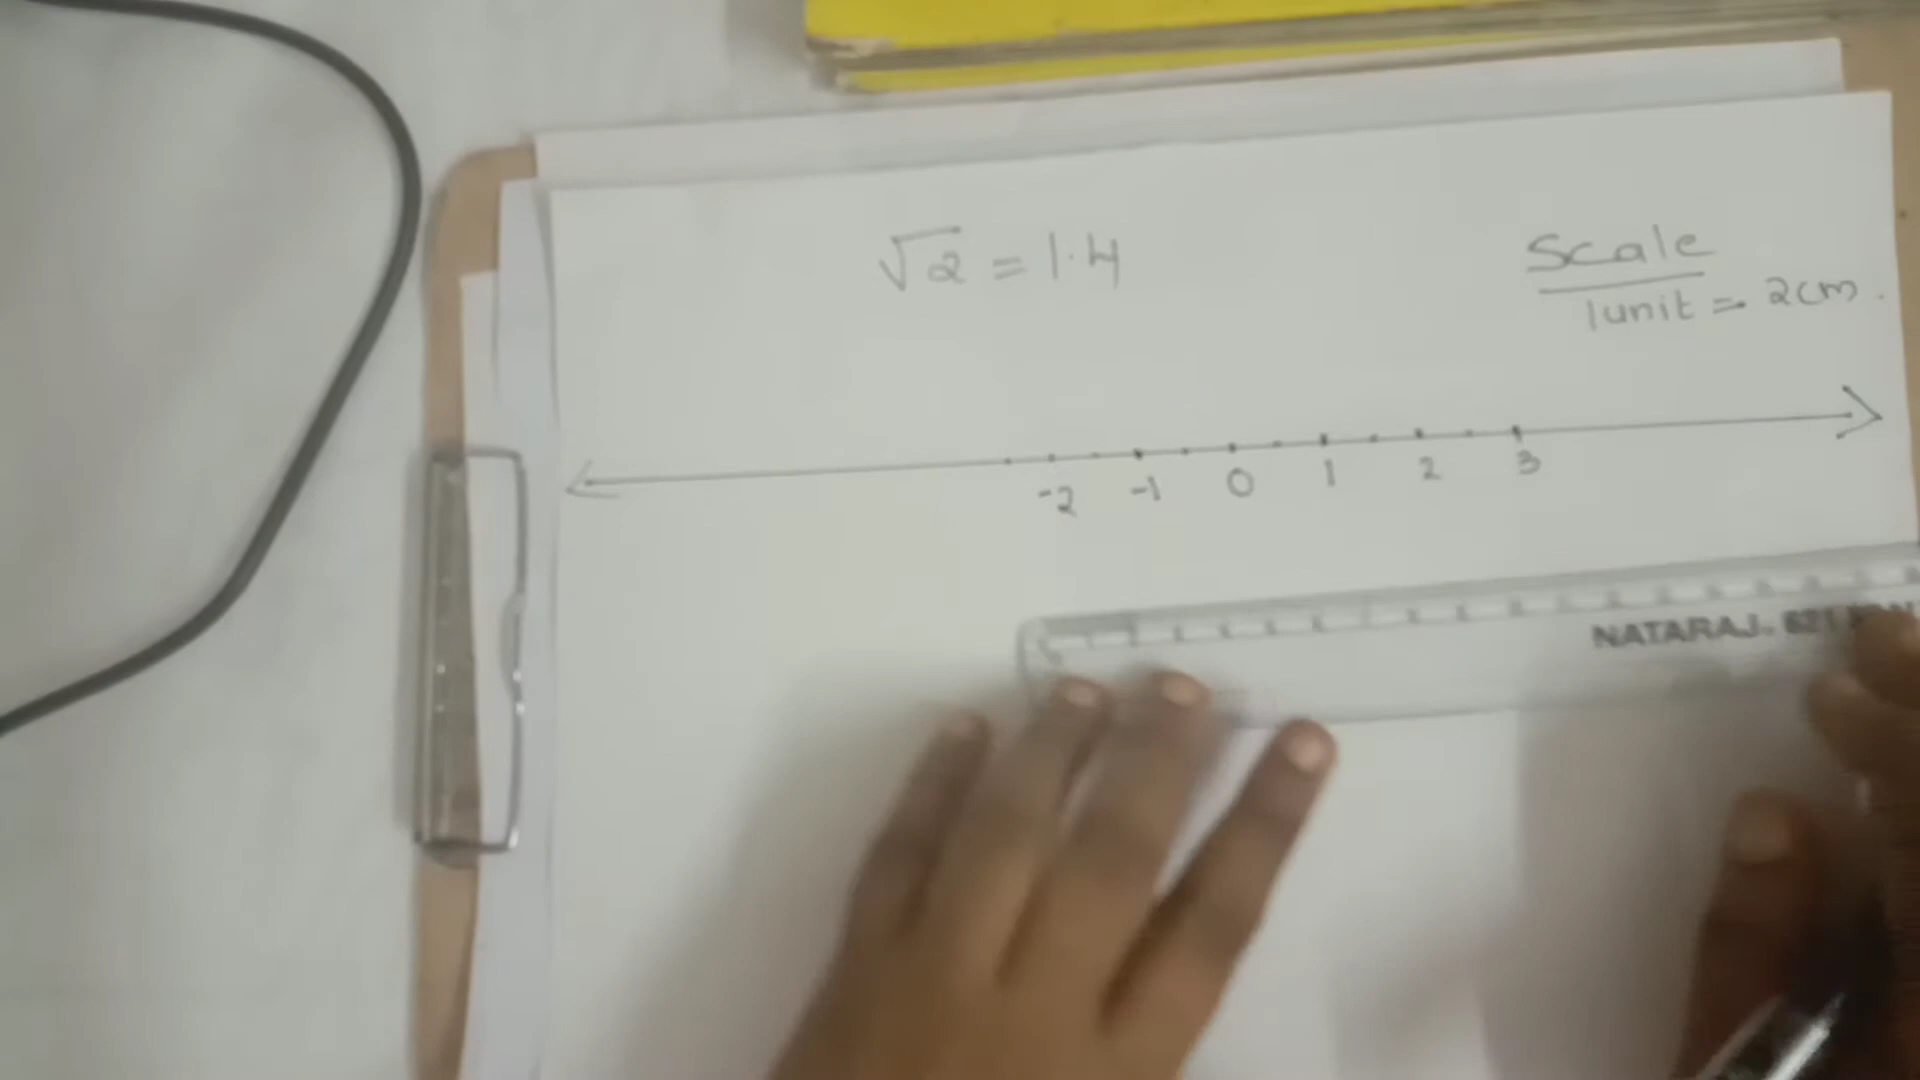 √2 = 1.4
Scale
1unit = 2cm.
-2 -1 0 1 2 3
NATARAJ